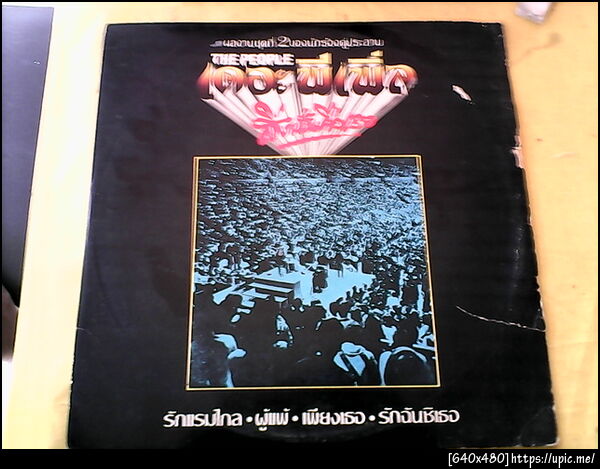 ผลงานชุดที่ 2 ของนักร้องคู่ประสาน
THE PEOPLE
เดอะพีเพิ่ล
รักแรมไกล • ผู้แพ้ • เพียงเธอ • รักฉันซิเธอ
[640x480]https://upic.me/